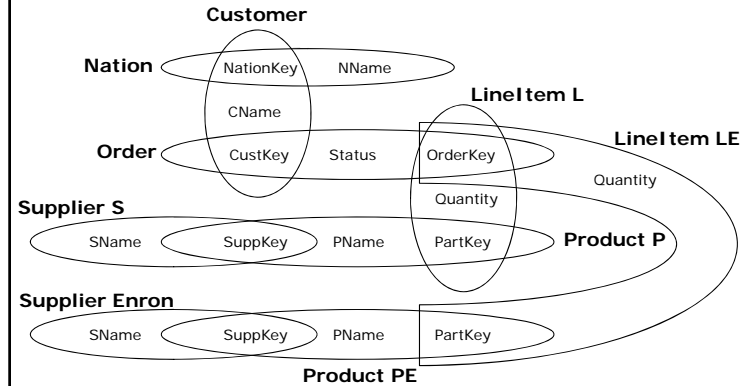 Customer
Nation NationKey NName
LineItem L
CName
LineItem LE
Order CustKey Status OrderKey
Quantity
Quantity
Supplier S
SName SuppKey PName PartKey Product P
Supplier Enron
SName SuppKey PName PartKey
Product PE